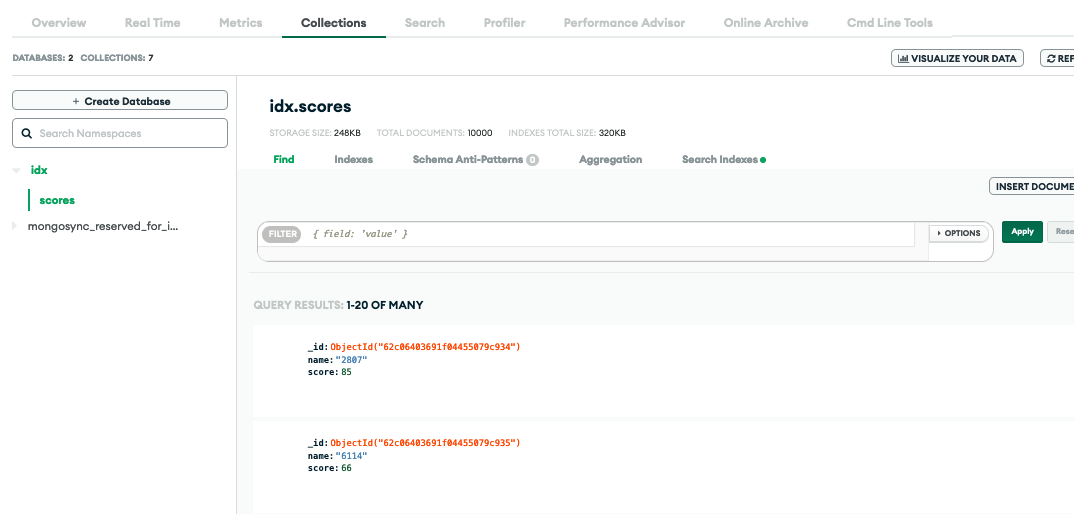 Overview Real Time Metrics Collections Search Profiler Performance Advisor Online Archive Cmd Line Tools
DATABASES: 2 COLLECTIONS: 7
VISUALIZE YOUR DATA
REF
+ Create Database
Search Namespaces
idx
scores
mongosync_reserved_for_i...
idx.scores
STORAGE SIZE: 248KB TOTAL DOCUMENTS: 10000 INDEXES TOTAL SIZE: 320KB
Find Indexes Schema Anti-Patterns 0 Aggregation Search Indexes
INSERT DOCUME
FILTER { field: 'value' } OPTIONS Apply Rese
QUERY RESULTS: 1-20 OF MANY
_id: ObjectId("62c06403691f04455079c934")
name: "2807"
score: 85
_id: ObjectId("62c06403691f04455079c935")
name: "6114"
score: 66